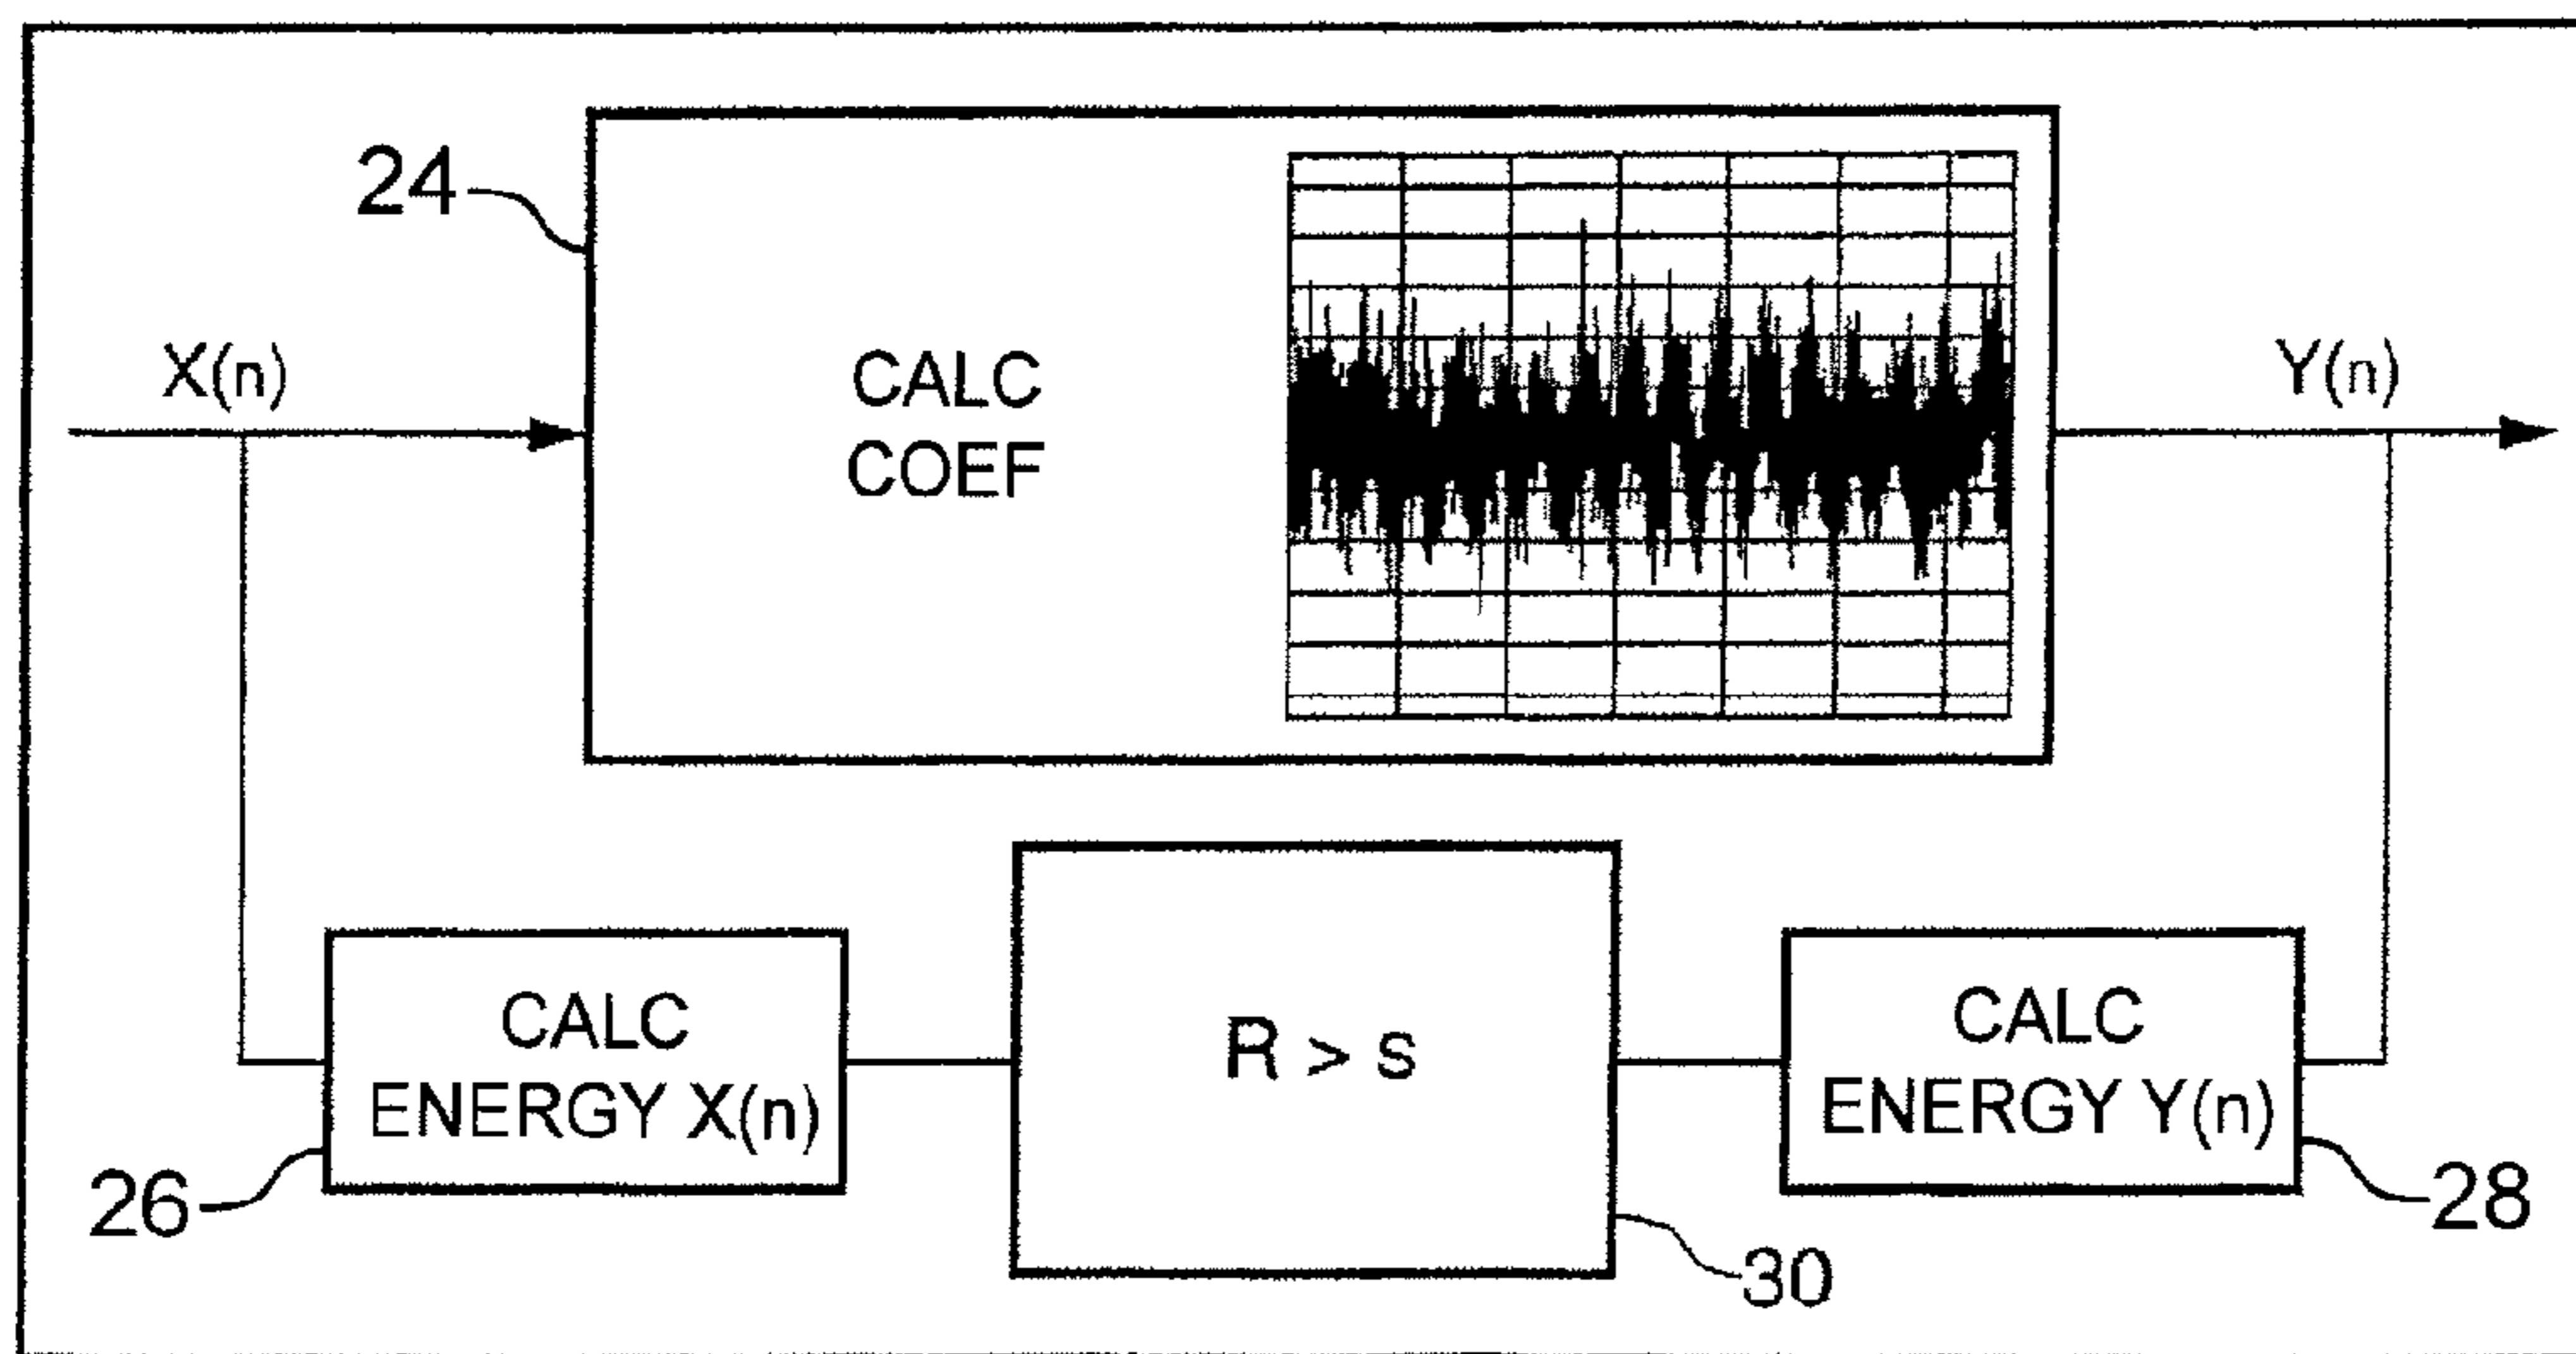 24
X(n)
CALC
COEF
Y(n)
CALC
ENERGY X(n)
26
R > s
30
CALC
ENERGY Y(n)
28